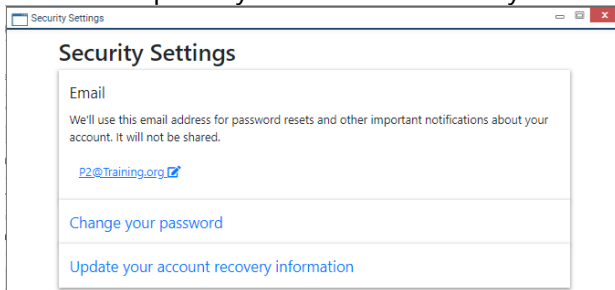 Security Settings
Security Settings
Email
We'll use this email address for password resets and other important notifications about your
account. It will not be shared.
P2@Training.org
Change your password
Update your account recovery information